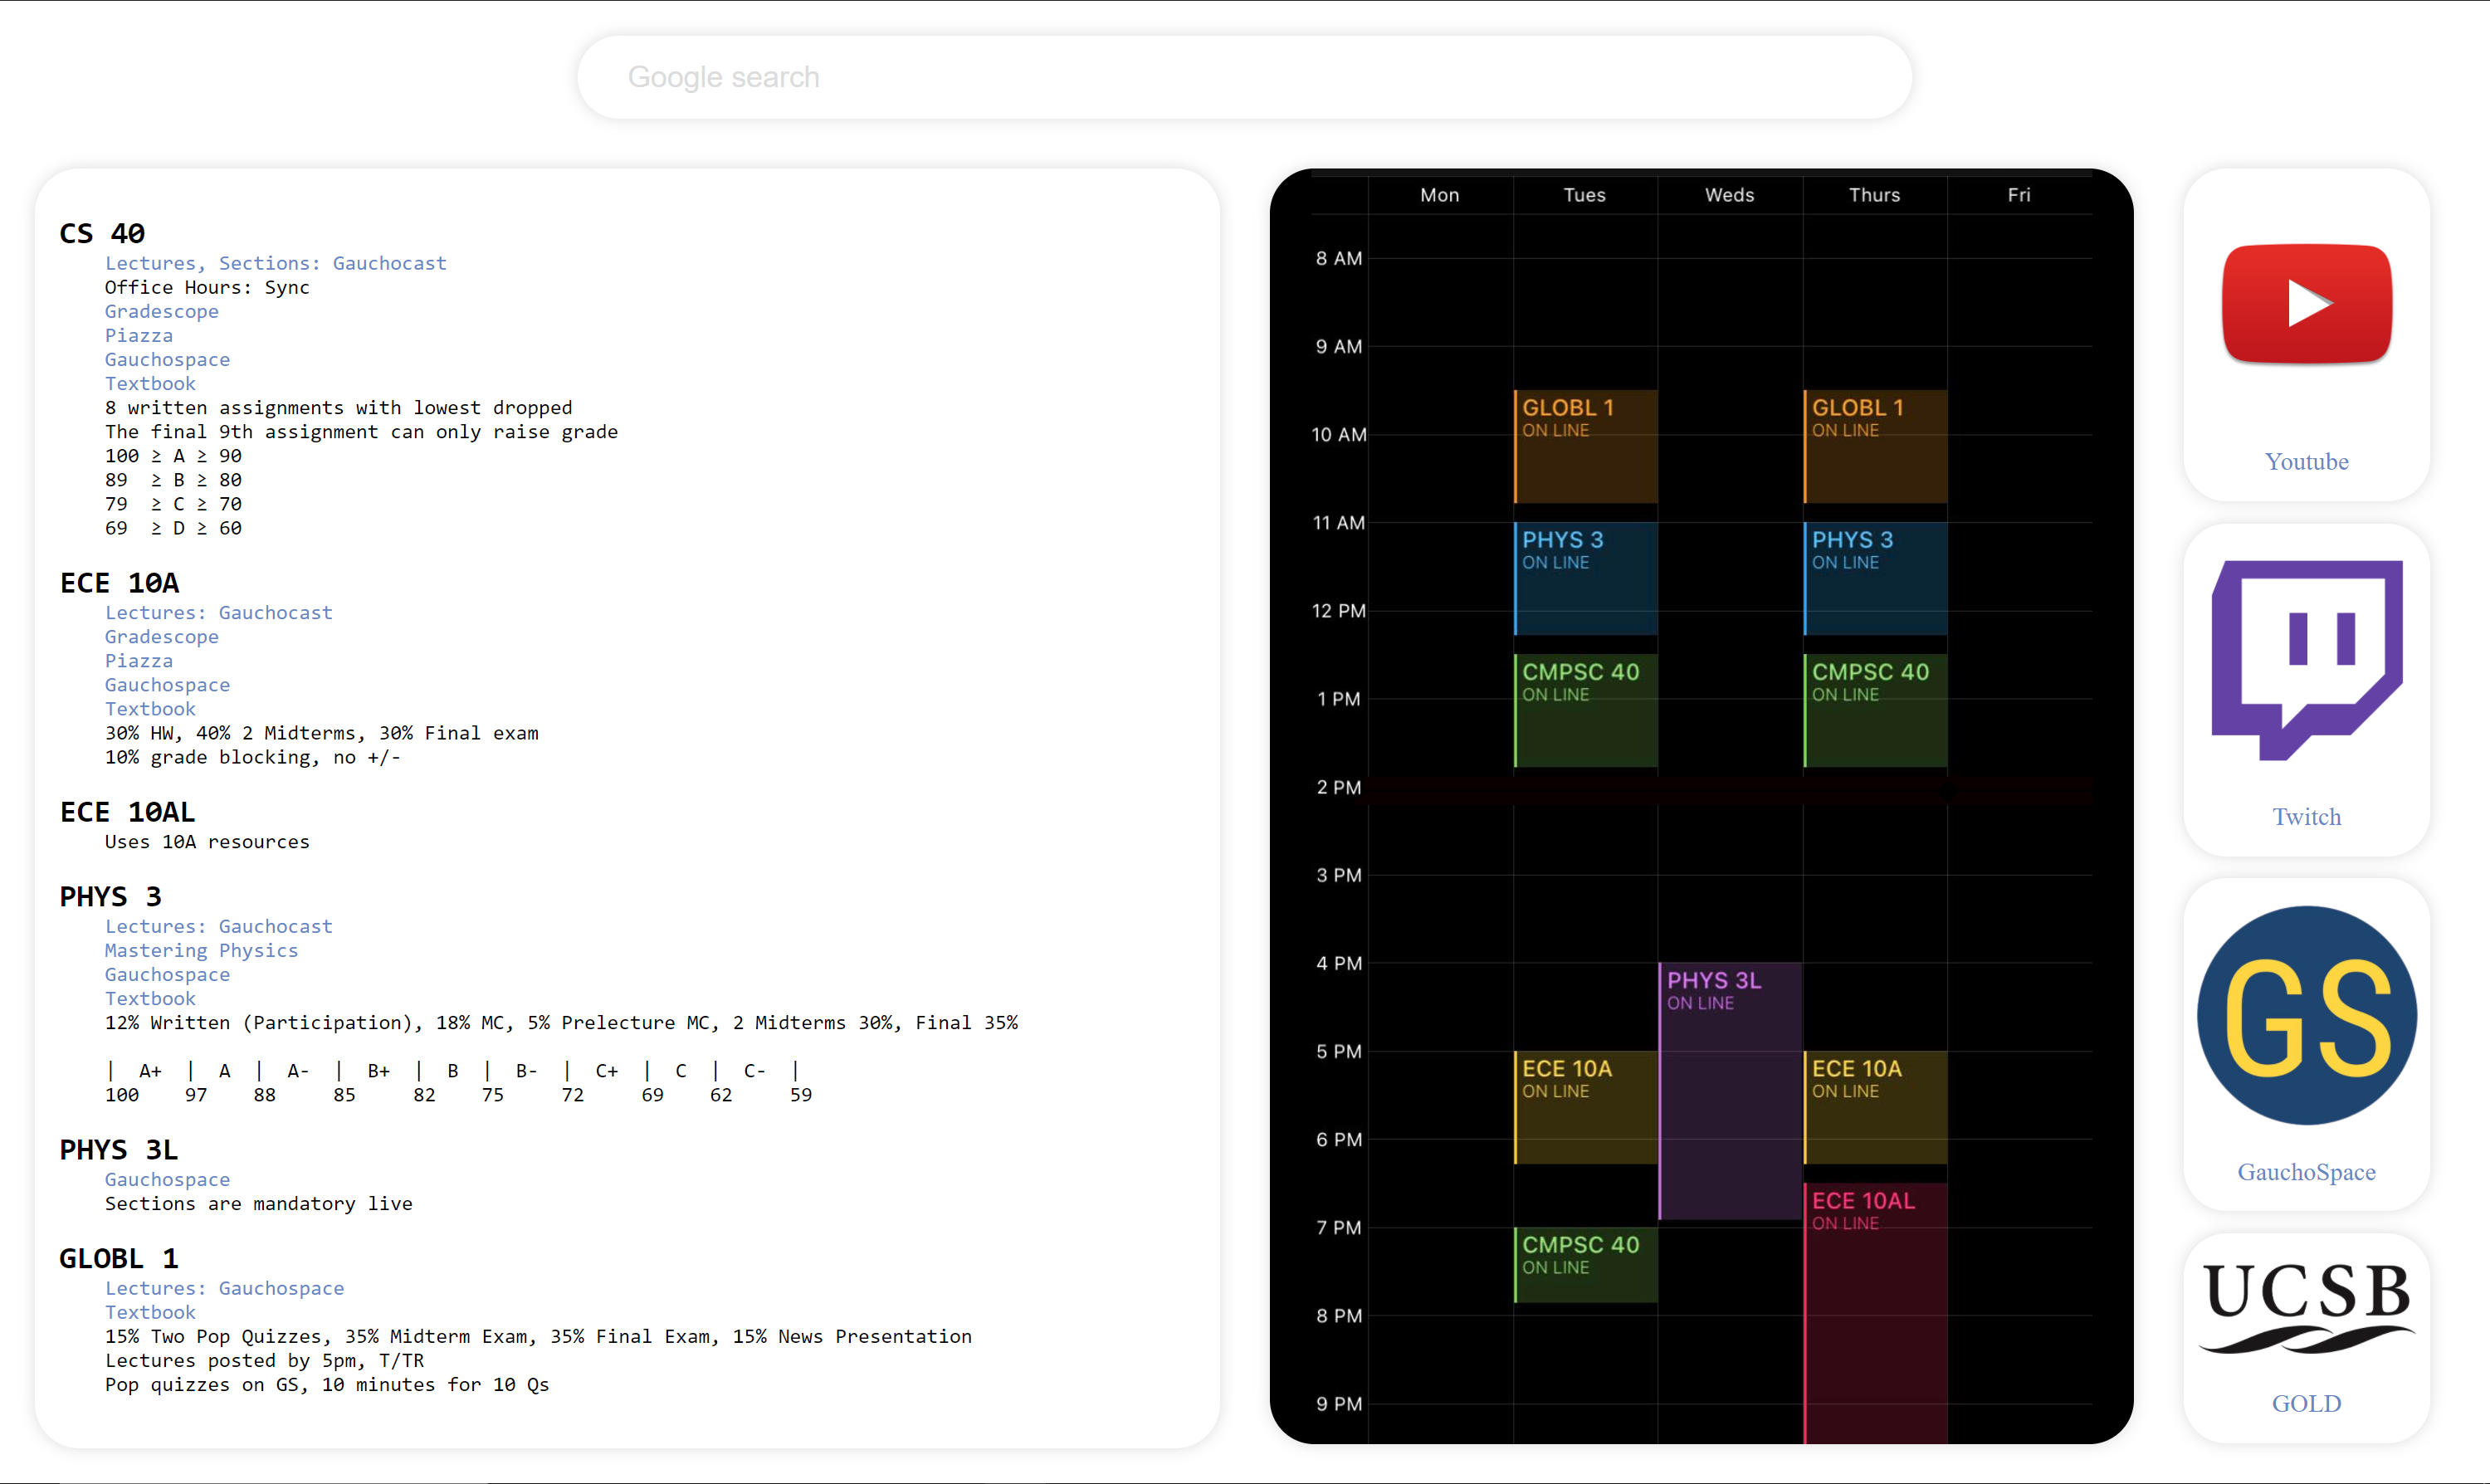 Google search
CS 40
Lectures, Sections: Gauchocast
Office Hours: Sync
Gradescope
Piazza
Gauchospace
Textbook
8 written assignments with lowest dropped
The final 9th assignment can only raise grade
100 ≥ A ≥ 90
89 ≥ B ≥ 80
79 ≥ C ≥ 70
69 ≥ D ≥ 60
ECE 10A
Lectures: Gauchocast
Gradescope
Piazza
Gauchospace
Textbook
30% HW, 40% 2 Midterms, 30% Final exam
10% grade blocking, no +/-
ECE 10AL
Uses 10A resources
PHYS 3
Lectures: Gauchocast
Mastering Physics
Gauchospace
Textbook
12% Written (Participation), 18% MC, 5% Prelecture MC, 2 Midterms 30%, Final 35%
| A+ | A | A- | B+ | B | B- | C+ | C | C- |
100 97 88 85 82 75 72 69 62 59
PHYS 3L
Gauchospace
Sections are mandatory live
GLOBL 1
Lectures: Gauchospace
Textbook
15% Two Pop Quizzes, 35% Midterm Exam, 35% Final Exam, 15% News Presentation
Lectures posted by 5pm, T/TR
Pop quizzes on GS, 10 minutes for 10 Qs
Mon Tues Weds Thurs Fri
8 AM
9 AM
GLOBL 1 GLOBL 1
ON LINE ON LINE
10 AM
11 AM
PHYS 3 PHYS 3
ON LINE ON LINE
12 PM
CMPSC 40 CMPSC 40
ON LINE ON LINE
1 PM
2 PM
3 PM
4 PM
PHYS 3L
ON LINE
5 PM
ECE 10A ECE 10A
ON LINE ON LINE
6 PM
ECE 10AL
ON LINE
7 PM
CMPSC 40
ON LINE
8 PM
9 PM
Youtube
Twitch
GS
GauchoSpace
UCSB
GOLD